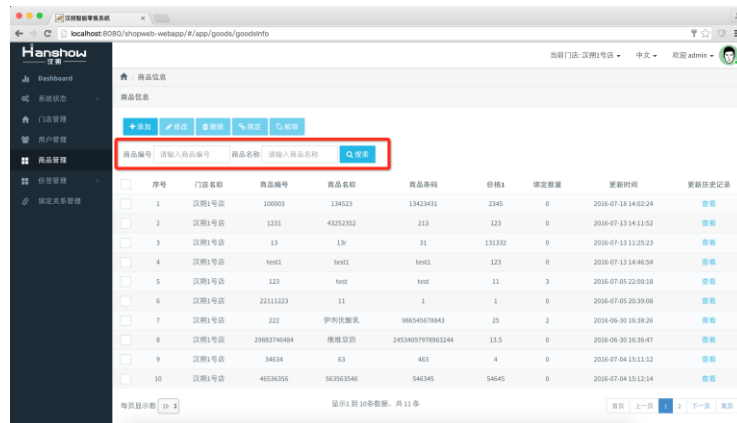 汉朔智能零售系统
localhost:8080/shopweb-webapp/#/app/goods/goodsInfo
Hanshow
汉朔
当前门店:汉朔1号店 中文 欢迎 admin
Dashboard
系统状态
门店管理
用户管理
商品管理
价签管理
绑定关系管理
/ 商品信息
商品信息
添加 修改 删除 绑定 解绑
商品编号 请输入商品编号 商品名称 请输入商品名称 搜索
序号 门店名称 商品编号 商品名称 商品条码 价格1 绑定数量 更新时间 更新历史记录
1 汉朔1号店 100003 134523 13423431 2345 0 2016-07-18 14:02:24 查看
2 汉朔1号店 1231 43252352 213 123 0 2016-07-13 14:11:52 查看
3 汉朔1号店 13 13r 31 131332 0 2016-07-13 11:25:23 查看
4 汉朔1号店 test1 test1 test1 123 0 2016-07-13 14:46:54 查看
5 汉朔1号店 123 test test 11 3 2016-07-05 22:00:18 查看
6 汉朔1号店 22111223 11 1 1 0 2016-07-05 20:39:08 查看
7 汉朔1号店 222 伊利优酸乳 986545678843 25 2 2016-06-30 16:38:26 查看
8 汉朔1号店 29883746484 维维豆奶 24534097978963244 13.5 0 2016-06-30 16:36:47 查看
9 汉朔1号店 34634 63 463 4 0 2016-07-04 15:11:12 查看
10 汉朔1号店 46536356 563563546 546345 54645 0 2016-07-04 15:12:14 查看
每页显示数 10 显示1 到 10条数据，共 11 条 首页 上一页 1 2 下一页 尾页